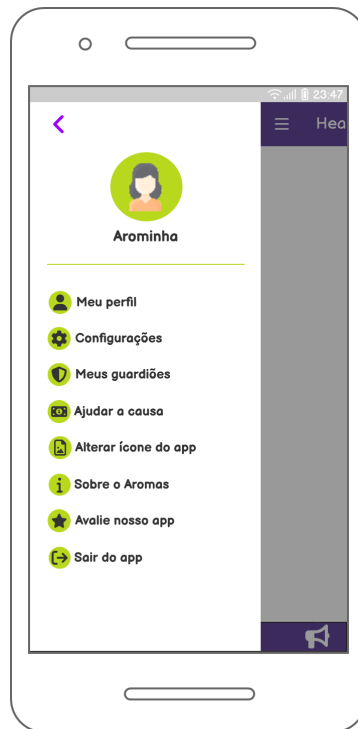 23:47
Hea
Arominha
Meu perfil
Configurações
Meus guardiões
Ajudar a causa
Alterar ícone do app
Sobre o Aromas
Avalie nosso app
Sair do app